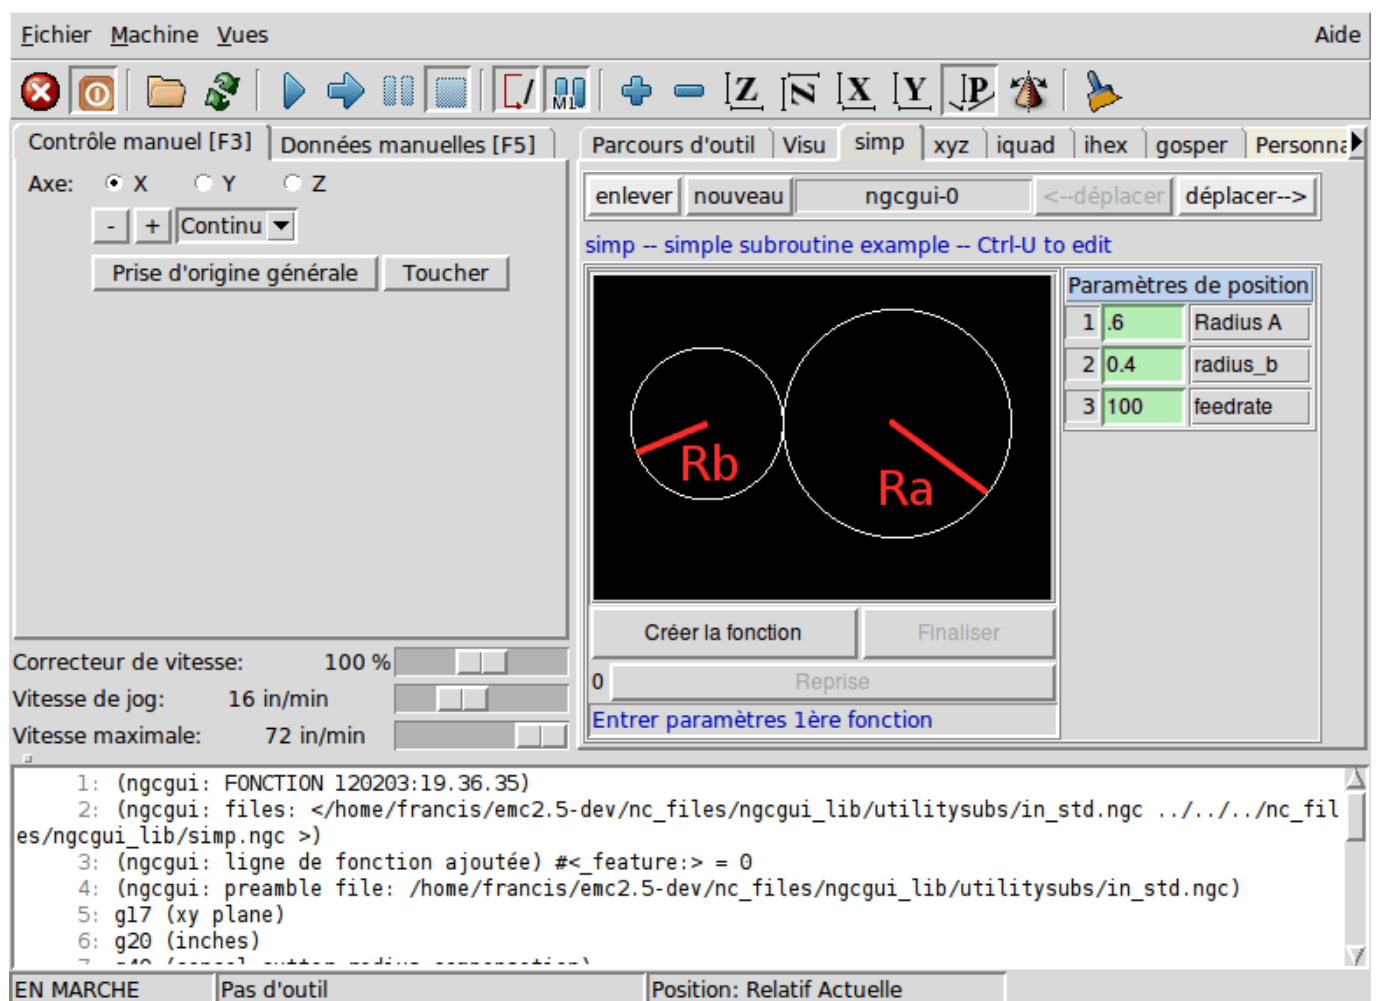 Fichier Machine Vues Aide
M1 Z N X Y P
Contrôle manuel [F3] Données manuelles [F5]
Axe: X Y Z
- + Continu
Prise d'origine générale Toucher
Correcteur de vitesse: 100 %
Vitesse de jog: 16 in/min
Vitesse maximale: 72 in/min
Parcours d'outil Visu simp xyz iquad ihex gosper Personna
enlever nouveau ngcgui-0 <--déplacer déplacer-->
simp -- simple subroutine example -- Ctrl-U to edit
Rb
Ra
Paramètres de position
1 .6 Radius A
2 0.4 radius_b
3 100 feedrate
Créer la fonction Finaliser
0 Reprise
Entrer paramètres 1ère fonction
1: (ngcgui: FONCTION 120203:19.36.35)
2: (ngcgui: files: </home/francis/emc2.5-dev/nc_files/ngcgui_lib/utilitysubs/in_std.ngc ../../../nc_fil
es/ngcgui_lib/simp.ngc >)
3: (ngcgui: ligne de fonction ajoutée) #<_feature:> = 0
4: (ngcgui: preamble file: /home/francis/emc2.5-dev/nc_files/ngcgui_lib/utilitysubs/in_std.ngc)
5: g17 (xy plane)
6: g20 (inches)
EN MARCHE Pas d'outil Position: Relatif Actuelle